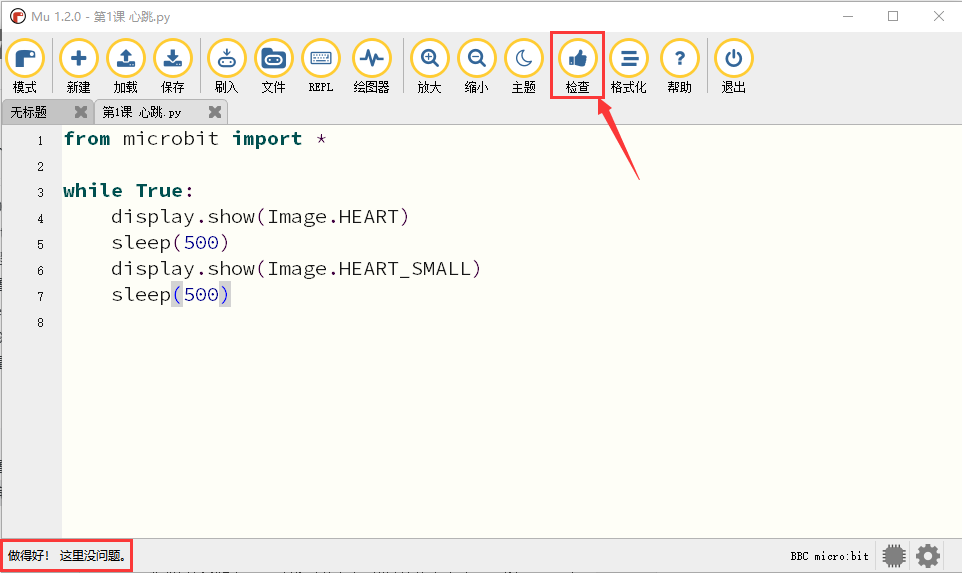 Mu 1.2.0 - 第1课 心跳.py
模式 新建 加载 保存 刷入 文件 REPL 绘图器 放大 缩小 主题 检查 格式化 帮助 退出
无标题 第1课 心跳.py
1 from microbit import *
2
3 while True:
4 display.show(Image.HEART)
5 sleep(500)
6 display.show(Image.HEART_SMALL)
7 sleep(500)
8
做得好! 这里没问题。 BBC micro:bit